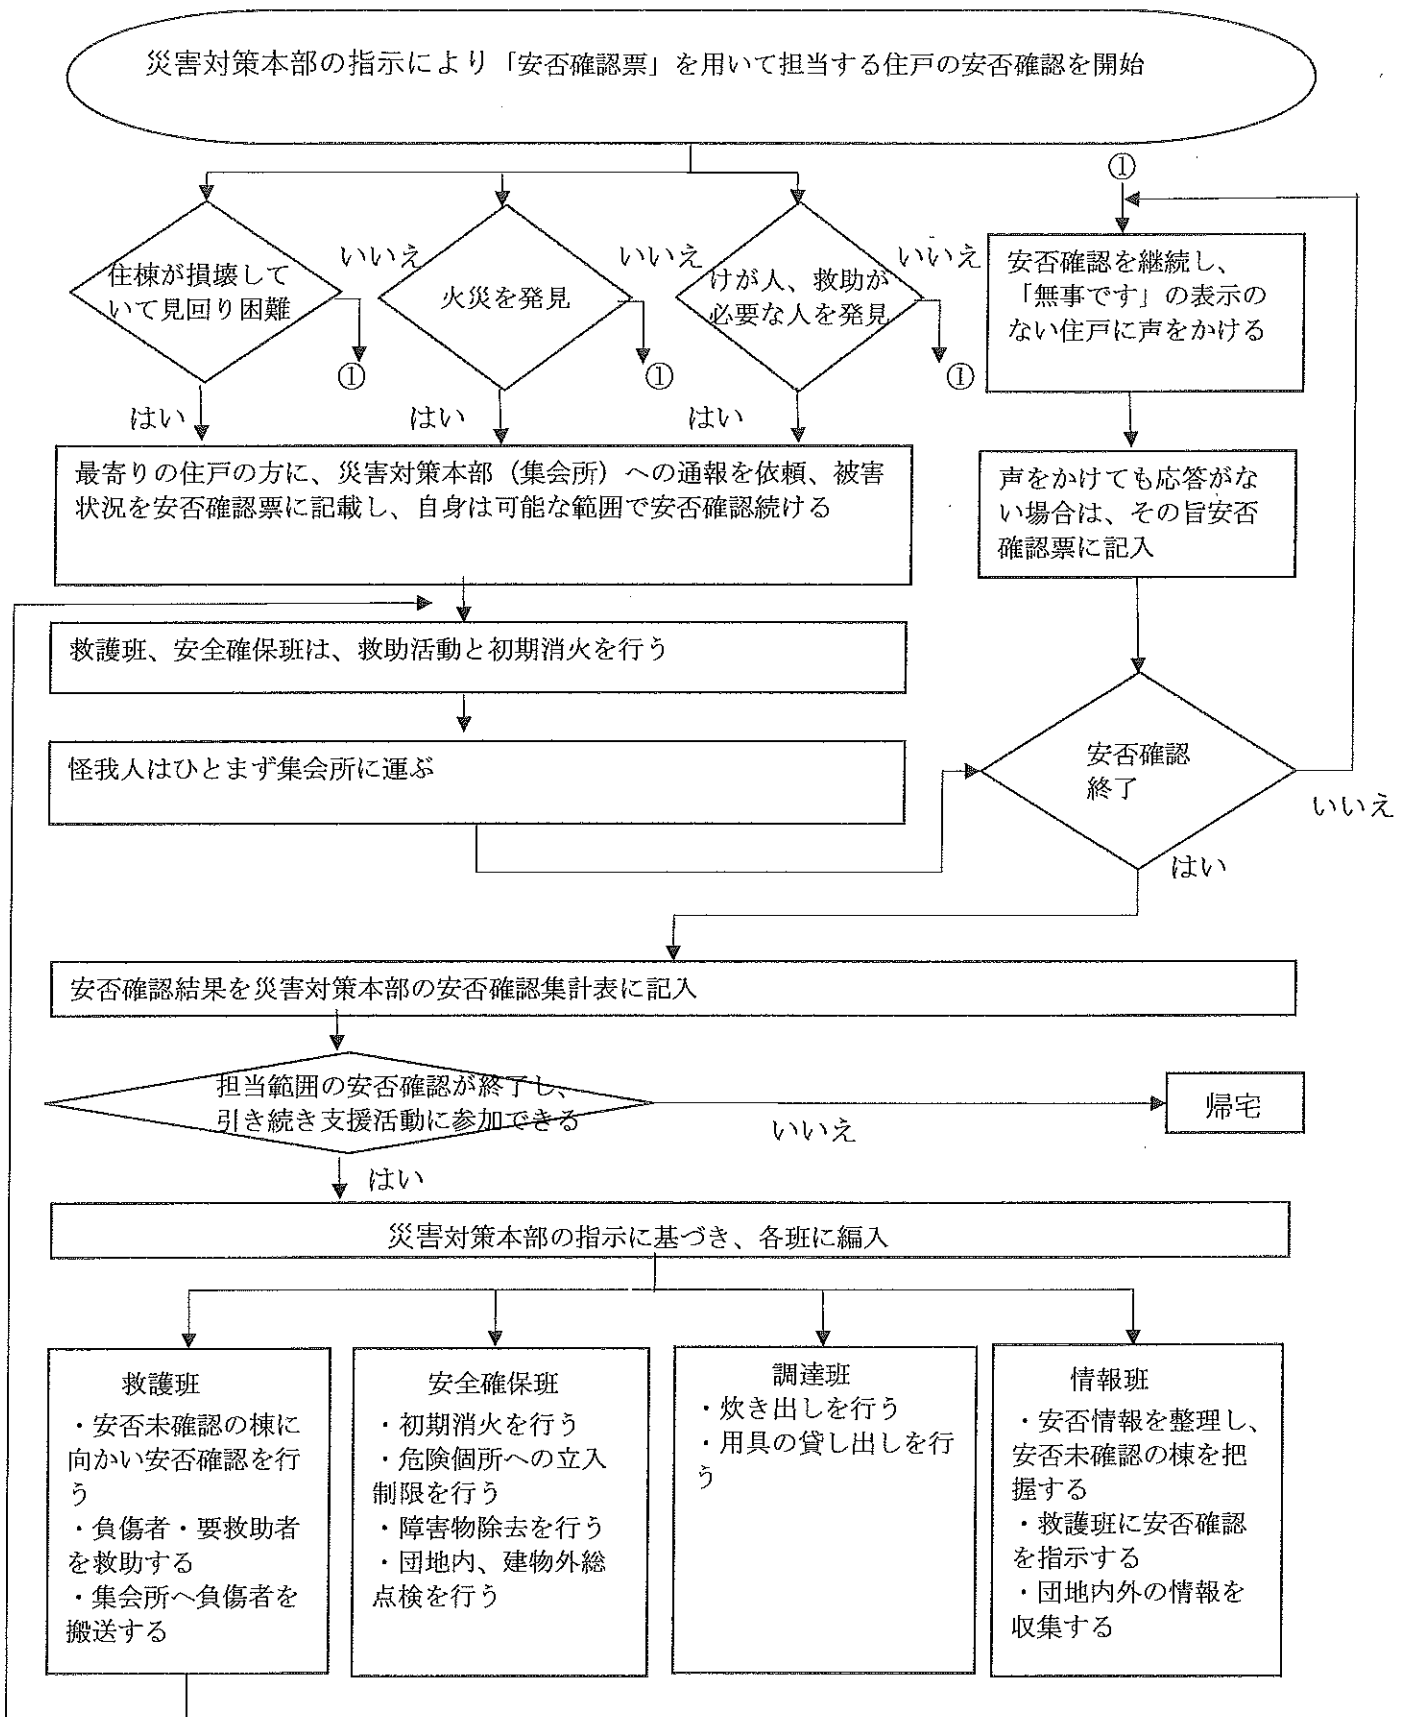 災害対策本部の指示により「安否確認票」を用いて担当する住戸の安否確認を開始
①
住棟が損壊して
いて見回り困難
いいえ
①
はい
火災を発見
いいえ
①
はい
けが人、救助が
必要な人を発見
いいえ
①
はい
安否確認を継続し、
「無事です」の表示の
ない住戸に声をかける
最寄りの住戸の方に、災害対策本部（集会所）への通報を依頼、被害
状況を安否確認票に記載し、自身は可能な範囲で安否確認続ける
声をかけても応答がな
い場合は、その旨安否
確認票に記入
救護班、安全確保班は、救助活動と初期消火を行う
怪我人はひとまず集会所に運ぶ
安否確認
終了
いいえ
はい
安否確認結果を災害対策本部の安否確認集計表に記入
担当範囲の安否確認が終了し、
引き続き支援活動に参加できる
いいえ
帰宅
はい
災害対策本部の指示に基づき、各班に編入
救護班
・安否未確認の棟に
向かい安否確認を行
う
・負傷者・要救助者
を救助する
・集会所へ負傷者を
搬送する
安全確保班
・初期消火を行う
・危険個所への立入
制限を行う
・障害物除去を行う
・団地内、建物外総
点検を行う
調達班
・炊き出しを行う
・用具の貸し出しを行
う
情報班
・安否情報を整理し、
安否未確認の棟を把
握する
・救護班に安否確認
を指示する
・団地内外の情報を
収集する